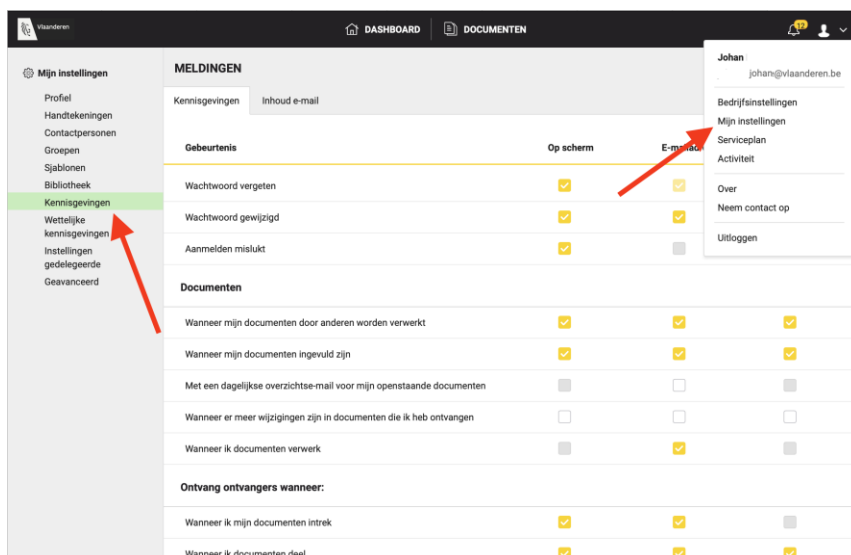 Vlaanderen
DASHBOARD
DOCUMENTEN
12
Mijn instellingen
Profiel
Handtekeningen
Contactpersonen
Groepen
Sjablonen
Bibliotheek
Kennisgevingen
Wettelijke
kennisgevingen
Instellingen
gedelegeerde
Geavanceerd
MELDINGEN
Kennisgevingen
Inhoud e-mail
Gebeurtenis
Op scherm
Wachtwoord vergeten
Wachtwoord gewijzigd
Aanmelden mislukt
Documenten
Wanneer mijn documenten door anderen worden verwerkt
Wanneer mijn documenten ingevuld zijn
Met een dagelijkse overzichtse-mail voor mijn openstaande documenten
Wanneer er meer wijzigingen zijn in documenten die ik heb ontvangen
Wanneer ik documenten verwerk
Ontvang ontvangers wanneer:
Wanneer ik mijn documenten intrek
Wanneer ik documenten deel
Johan
johan@vlaanderen.be
Bedrijfsinstellingen
Mijn instellingen
Serviceplan
Activiteit
Over
Neem contact op
Uitloggen